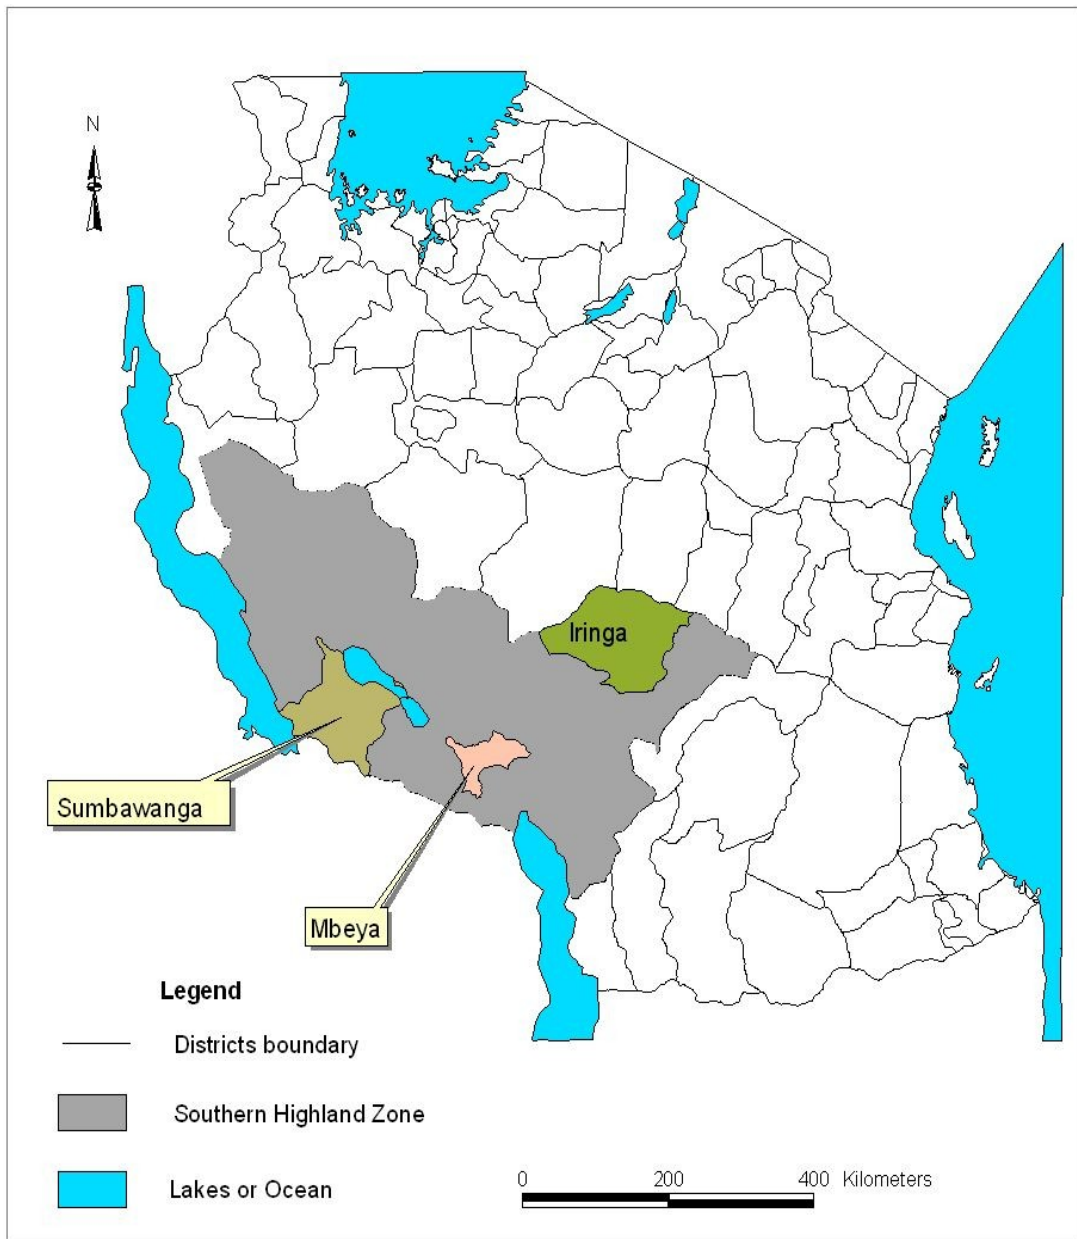 N
Iringa
Sumbawanga
Mbeya
Legend
Districts boundary
Southern Highland Zone
Lakes or Ocean
0 200 400 Kilometers